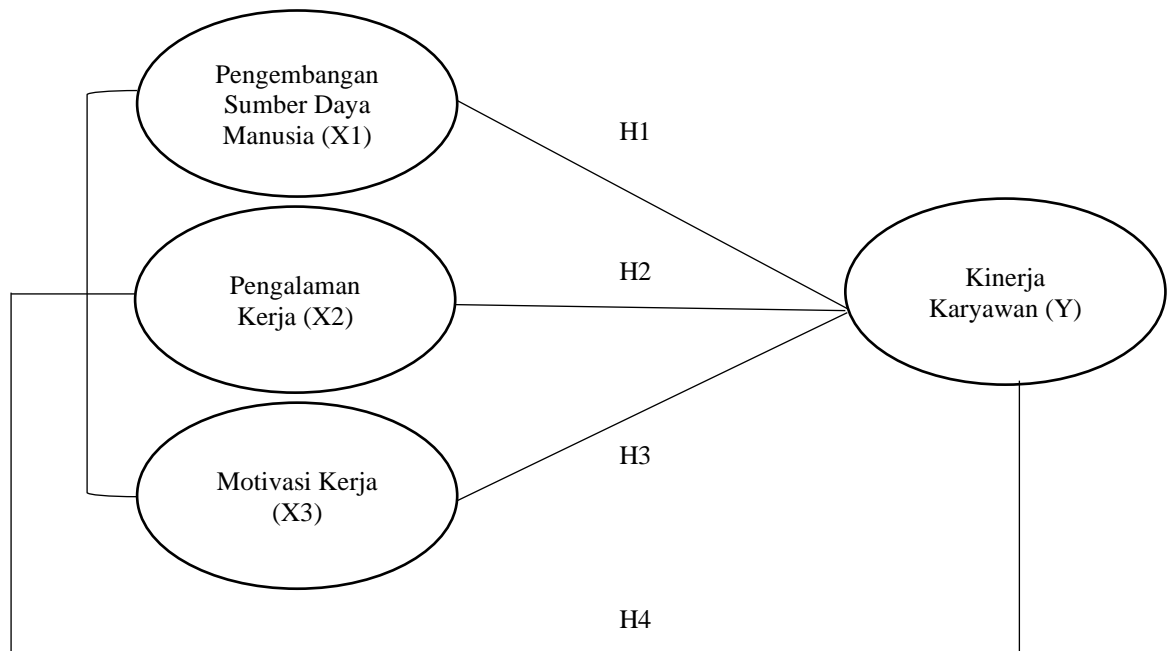 Pengembangan
Sumber Daya
Manusia (X1)
H1
Pengalaman
Kerja (X2)
H2
Kinerja
Karyawan (Y)
Motivasi Kerja
(X3)
H3
H4